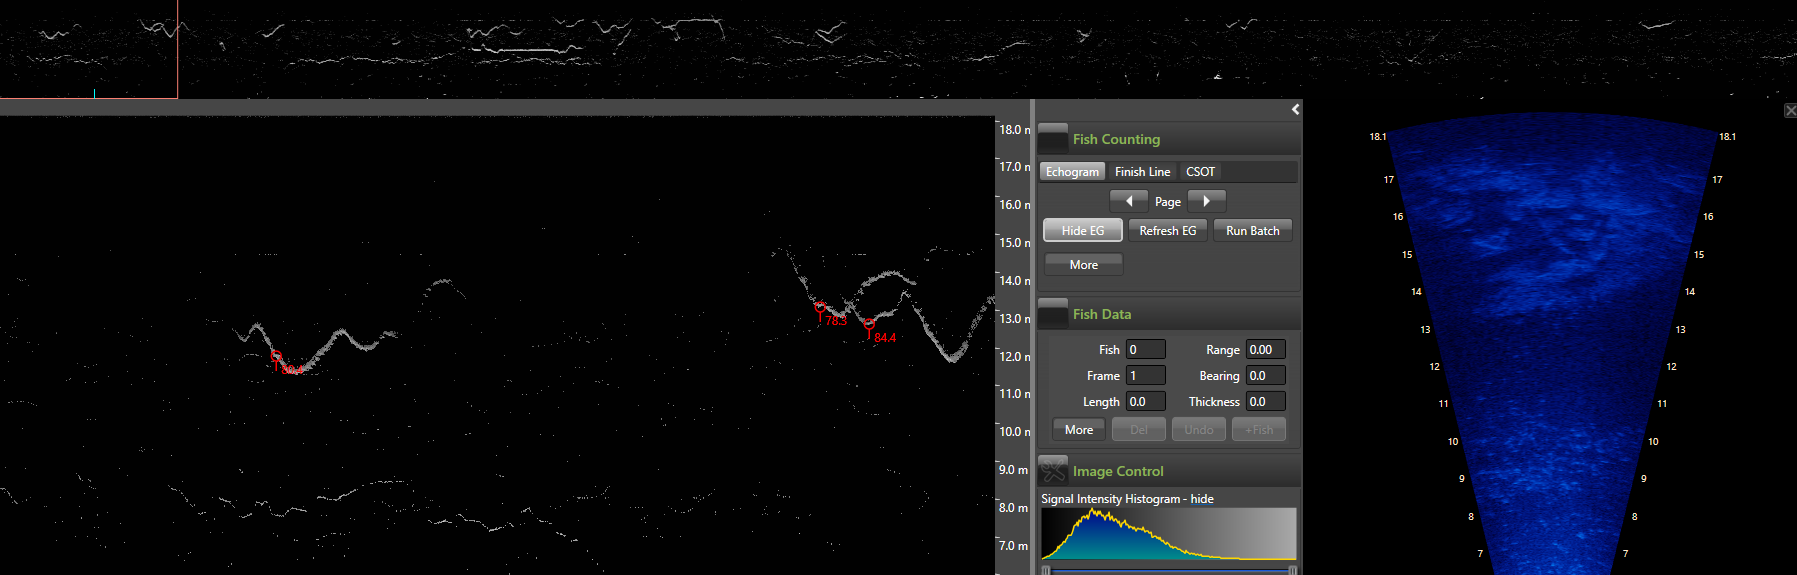 18.0 m
17.0 m
16.0 m
15.0 m
14.0 m
13.0 m
12.0 m
11.0 m
10.0 m
9.0 m
8.0 m
7.0 m
78.3
84.4
Fish Counting
Echogram Finish Line CSOT
Page
Hide EG Refresh EG Run Batch
More
Fish Data
Fish 0 Range 0.00
Frame 1 Bearing 0.0
Length 0.0 Thickness 0.0
More Del Undo +Fish
Image Control
Signal Intensity Histogram - hide
18.1 18.1
17 17
16 16
15 15
14 14
13 13
12 12
11 11
10 10
9 9
8 8
7 7